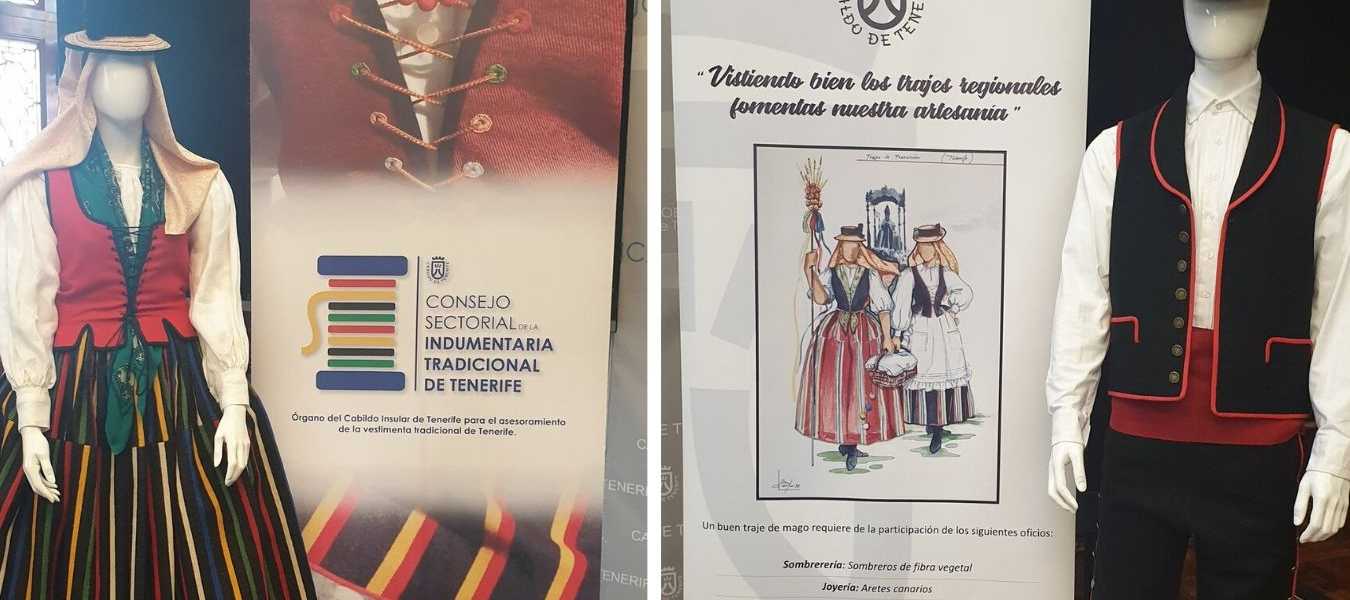 CONSEJO
SECTORIAL DE LA
INDUMENTARIA
TRADICIONAL
DE TENERIFE
Órgano del Cabildo Insular de Tenerife para el asesoramiento
de la vestimenta tradicional de Tenerife.
TENERIFE
"Vistiendo bien los trajes regionales
fomentas nuestra artesanía"
Un buen traje de mago requiere de la participación de los siguientes oficios:
Sombrerería: Sombreros de fibra vegetal
Joyería: Aretes canarios